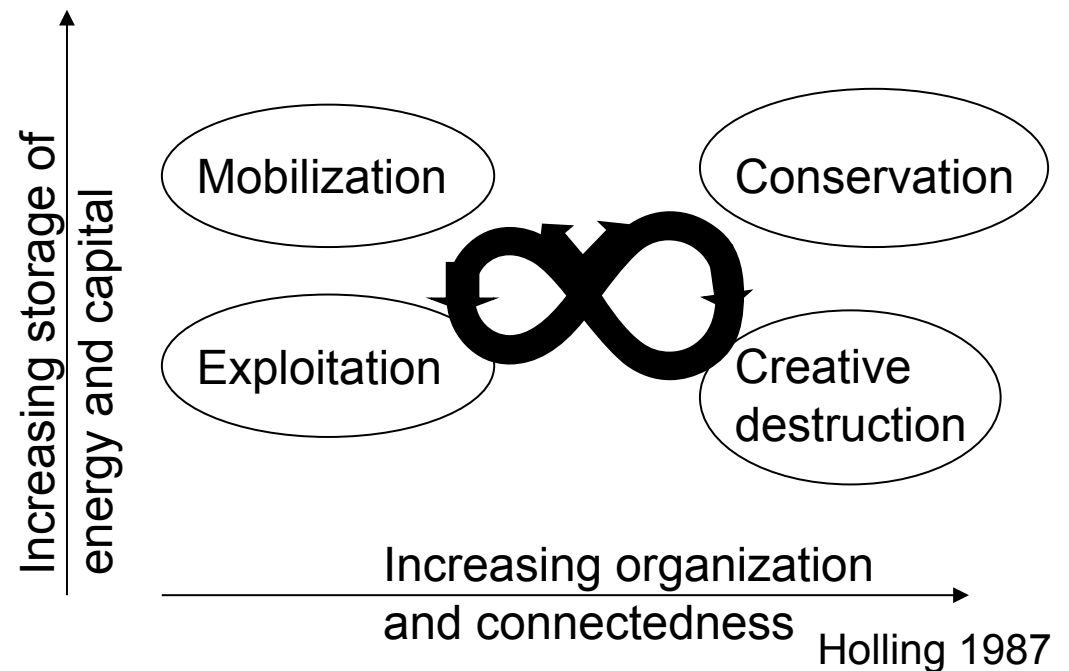 Increasing storage of
energy and capital
Mobilization
Conservation
Exploitation
Creative
destruction
Increasing organization
and connectedness
Holling 1987